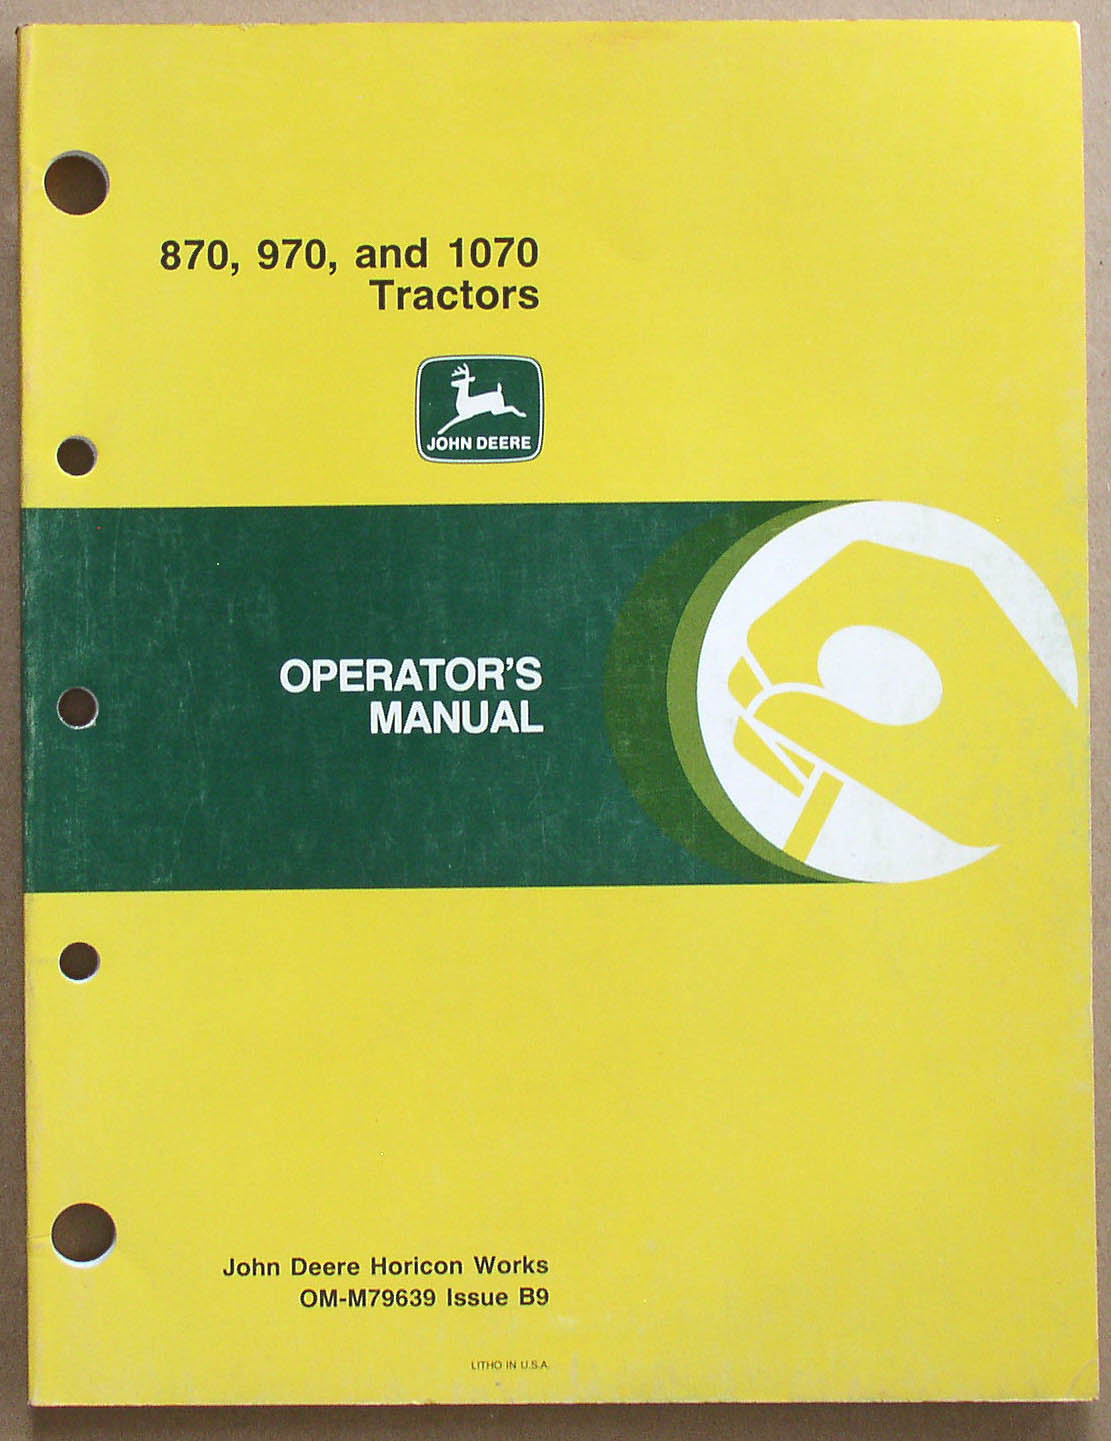 870, 970, and 1070
Tractors
JOHN DEERE
OPERATOR'S
MANUAL
John Deere Horicon Works
OM-M79639 Issue B9
LITHO IN U.S.A.